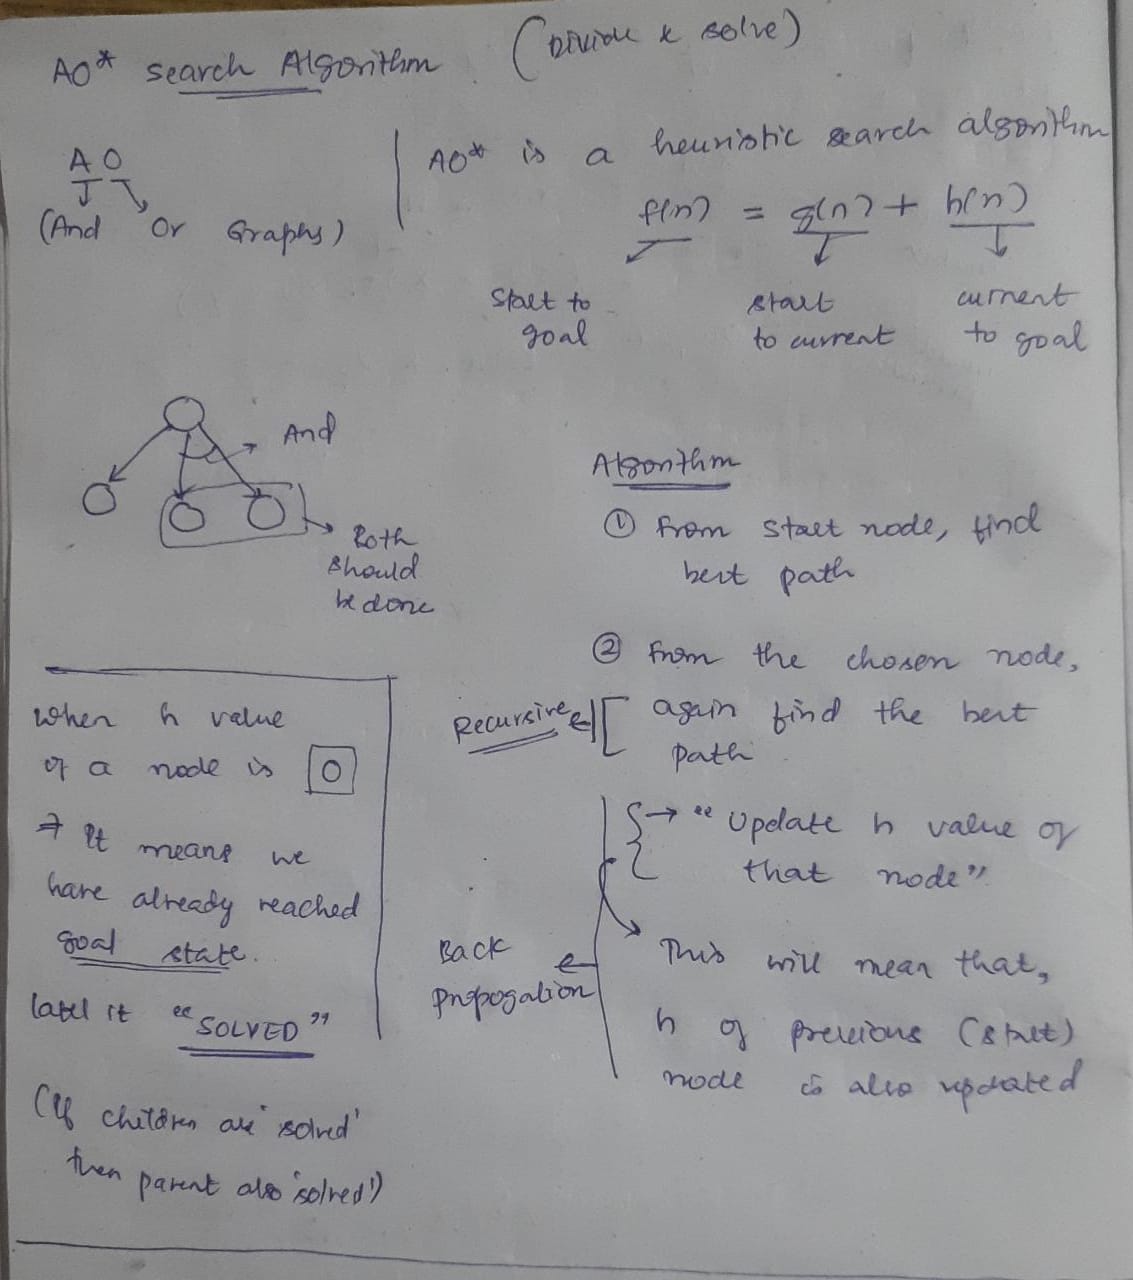 AO* search Algorithm (Divide & solve)
A O
(And Or Graphs)
AO* is a heuristic search algorithm
f(n) = g(n) + h(n)
start to goal
start to current
current to goal
And
Both
should
be done
Algorithm
① From start node, find
best path
② From the chosen node,
again find the best
path
Recursive
→ "Update h value of
that node"
This will mean that,
h of previous (start)
node is also updated
Back
Propogation
when h value
of a node is 0
⇒ It means we
have already reached
goal state.
label it "SOLVED"
(If children are 'solved'
then parent also 'solved')